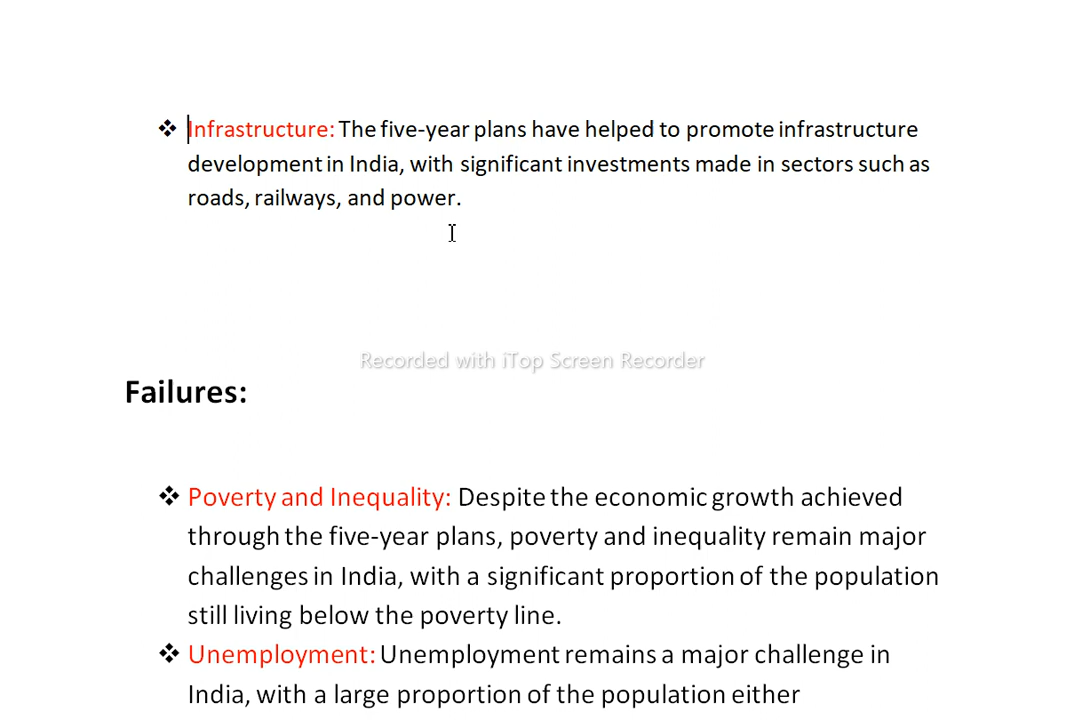 ❖ Infrastructure: The five-year plans have helped to promote infrastructure
development in India, with significant investments made in sectors such as
roads, railways, and power.
Recorded with iTop Screen Recorder
Failures:
❖ Poverty and Inequality: Despite the economic growth achieved
through the five-year plans, poverty and inequality remain major
challenges in India, with a significant proportion of the population
still living below the poverty line.
❖ Unemployment: Unemployment remains a major challenge in
India, with a large proportion of the population either